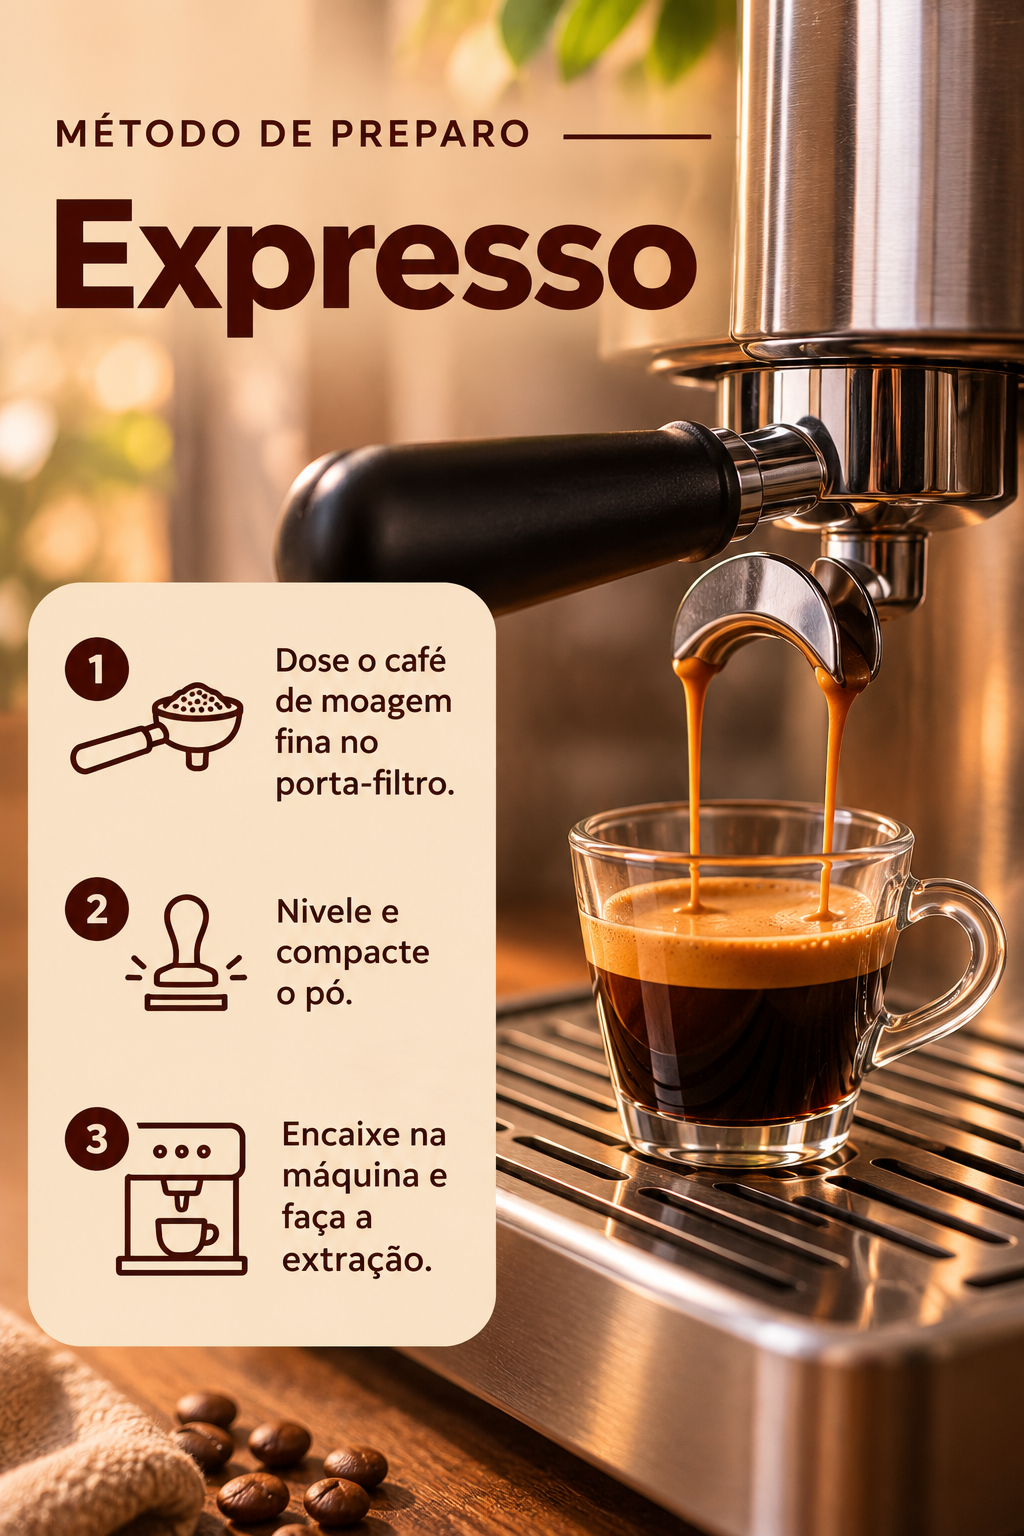 MÉTODO DE PREPARO
Expresso
1
Dose o café
de moagem
fina no
porta-filtro.
2
Nivele e
compacte
o pó.
3
Encaixe na
máquina e
faça a
extração.